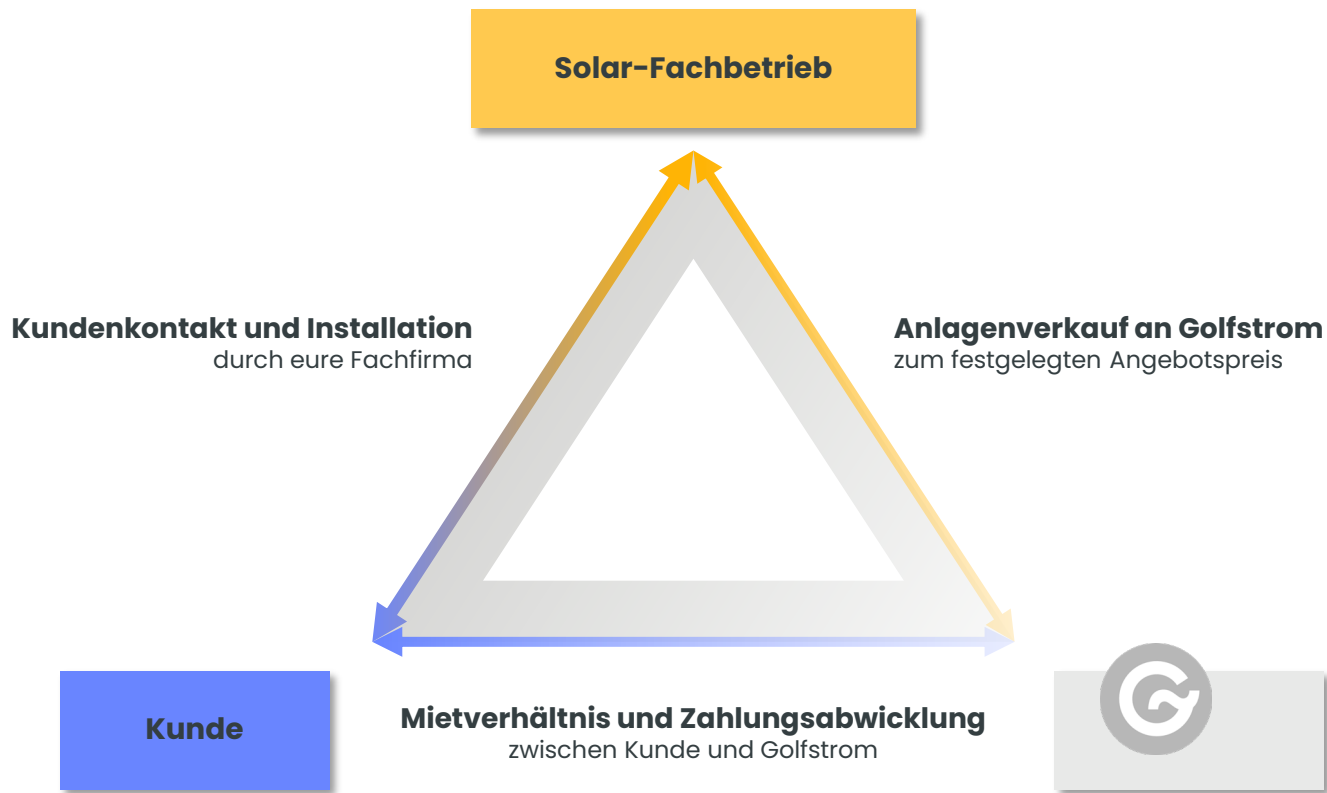 Solar-Fachbetrieb
Kundenkontakt und Installation
durch eure Fachfirma
Anlagenverkauf an Golfstrom
zum festgelegten Angebotspreis
Kunde
Mietverhältnis und Zahlungsabwicklung
zwischen Kunde und Golfstrom